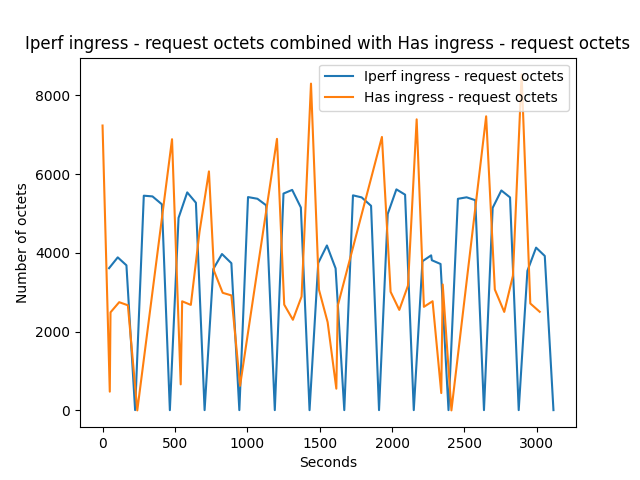 Iperf ingress - request octets combined with Has ingress - request octets
Iperf ingress - request octets
Has ingress - request octets
Number of octets
8000
6000
4000
2000
0
0 500 1000 1500 2000 2500 3000
Seconds